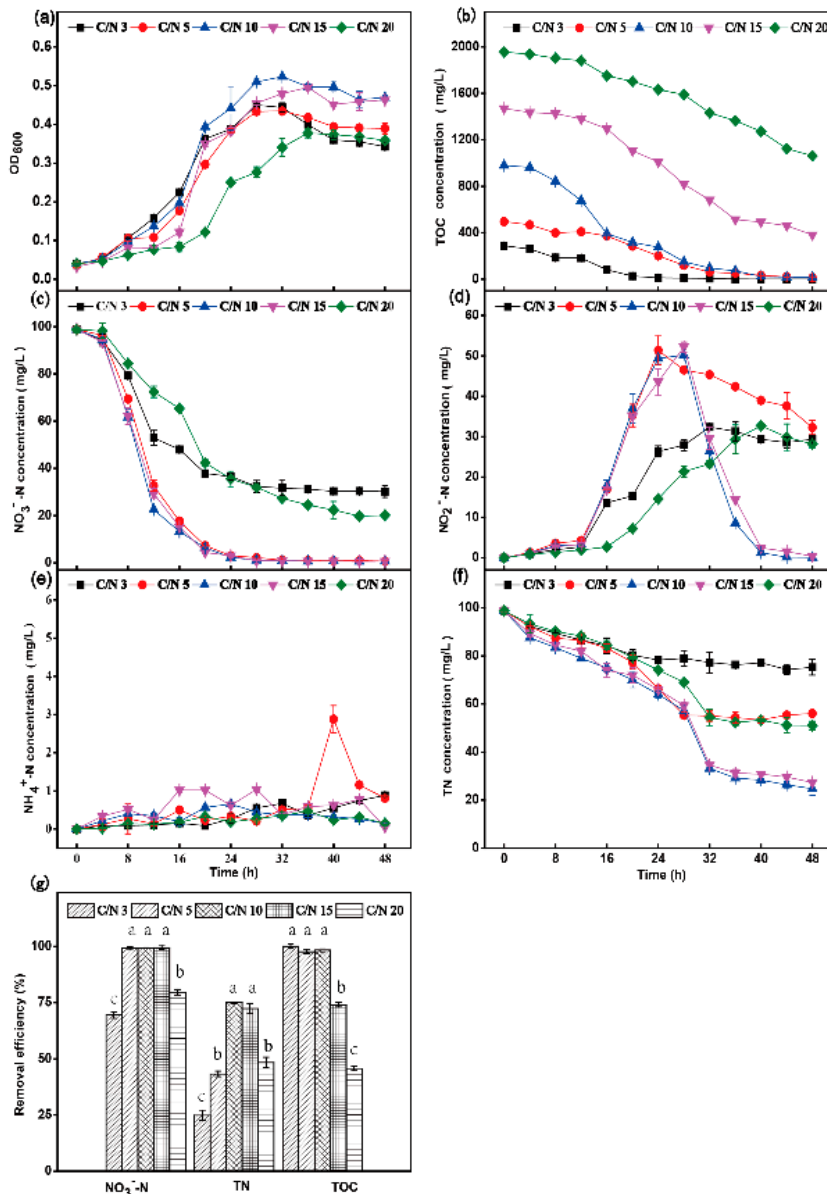 (a) C/N 3 C/N 5 C/N 10 C/N 15 C/N 20
0.6
0.5
0.4
0.3
0.2
0.1
0.0
OD600
(b) C/N 3 C/N 5 C/N 10 C/N 15 C/N 20
2000
1600
1200
800
400
0
TOC concentration ( mg/L)
(c) C/N 3 C/N 5 C/N 10 C/N 15 C/N 20
100
80
60
40
20
0
NO3⁻-N concentration ( mg/L)
(d) C/N 3 C/N 5 C/N 10 C/N 15 C/N 20
60
50
40
30
20
10
0
NO2⁻-N concentration ( mg/L)
(e) C/N 3 C/N 5 C/N 10 C/N 15 C/N 20
6
5
4
3
2
1
0
NH4⁺-N concentration ( mg/L)
0 8 16 24 32 40 48
Time (h)
(f) C/N 3 C/N 5 C/N 10 C/N 15 C/N 20
100
80
60
40
20
0
TN concentration ( mg/L)
0 8 16 24 32 40 48
Time (h)
(g) C/N 3 C/N 5 C/N 10 C/N 15 C/N 20
100
75
50
25
0
Removal efficiency (%)
c a a a b
c b a a b
a a a b c
NO3⁻-N TN TOC